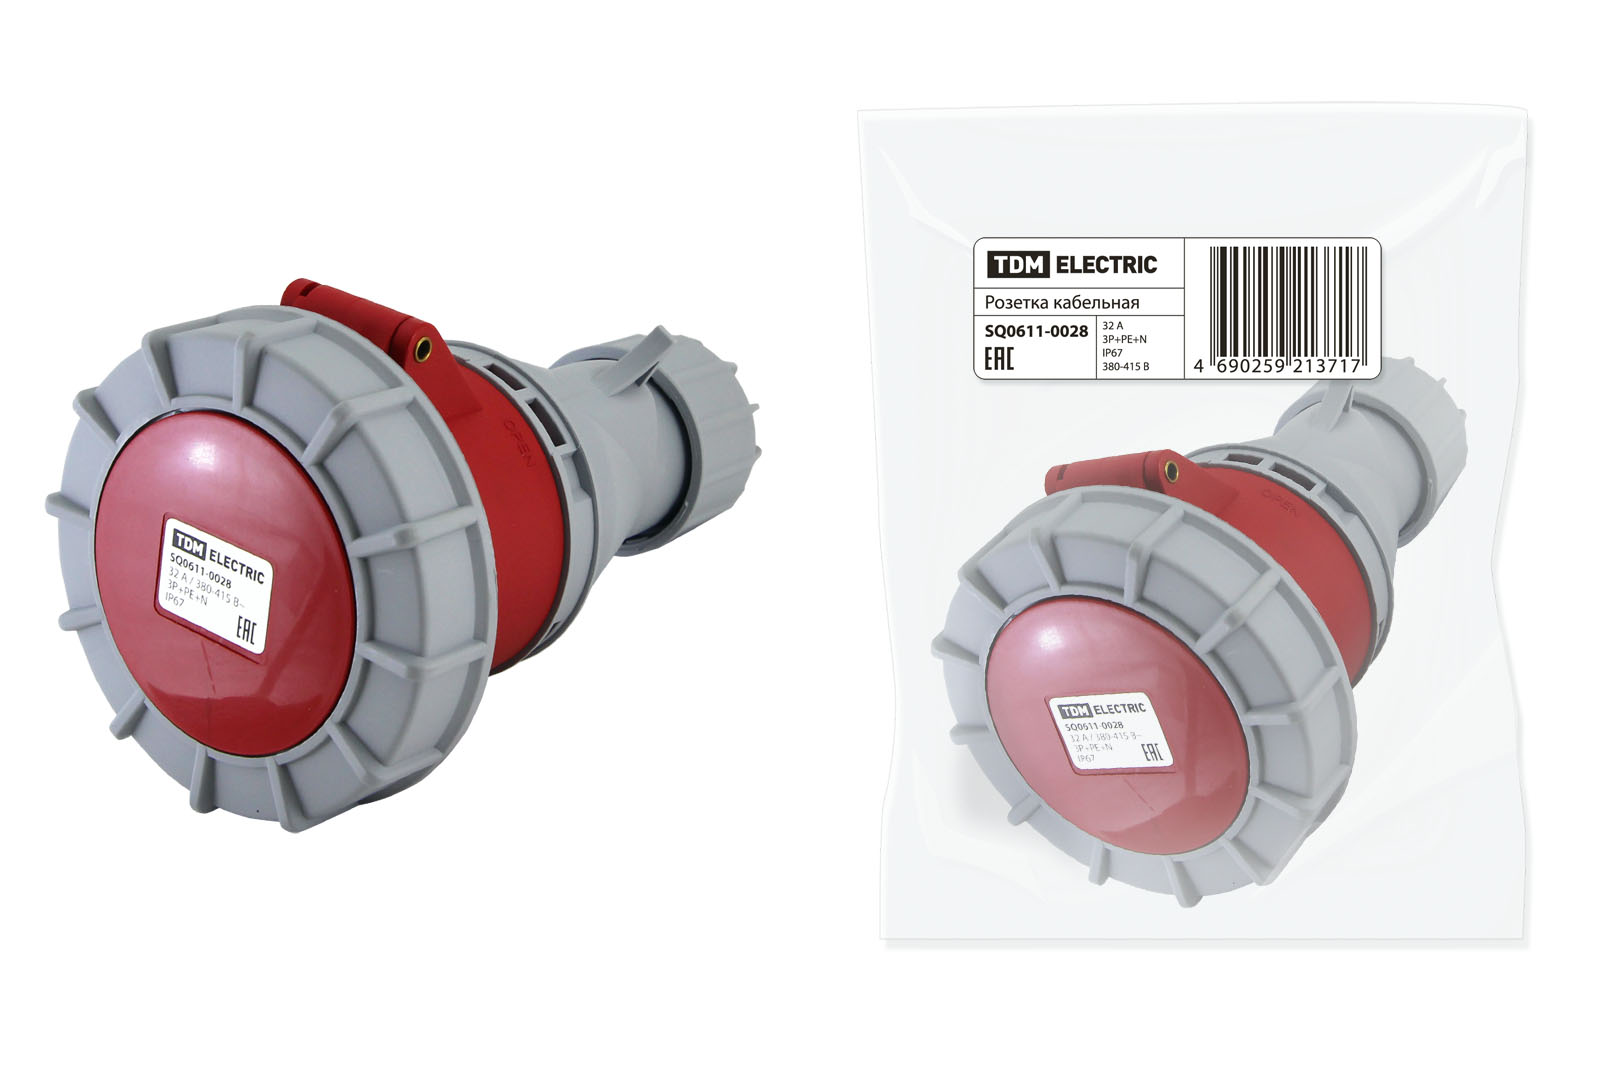 OPEN
TDM ELECTRIC
SQ0611-0028
32 А / 380-415 В~
3P+PE+N
IP67
EAC
TDM ELECTRIC
Розетка кабельная
SQ0611-0028
EAC
32 А
3P+PE+N
IP67
380-415 В
4 690259 213717
OPEN
TDM ELECTRIC
SQ0611-0028
32 А / 380-415 В~
3P+PE+N
IP67
EAC